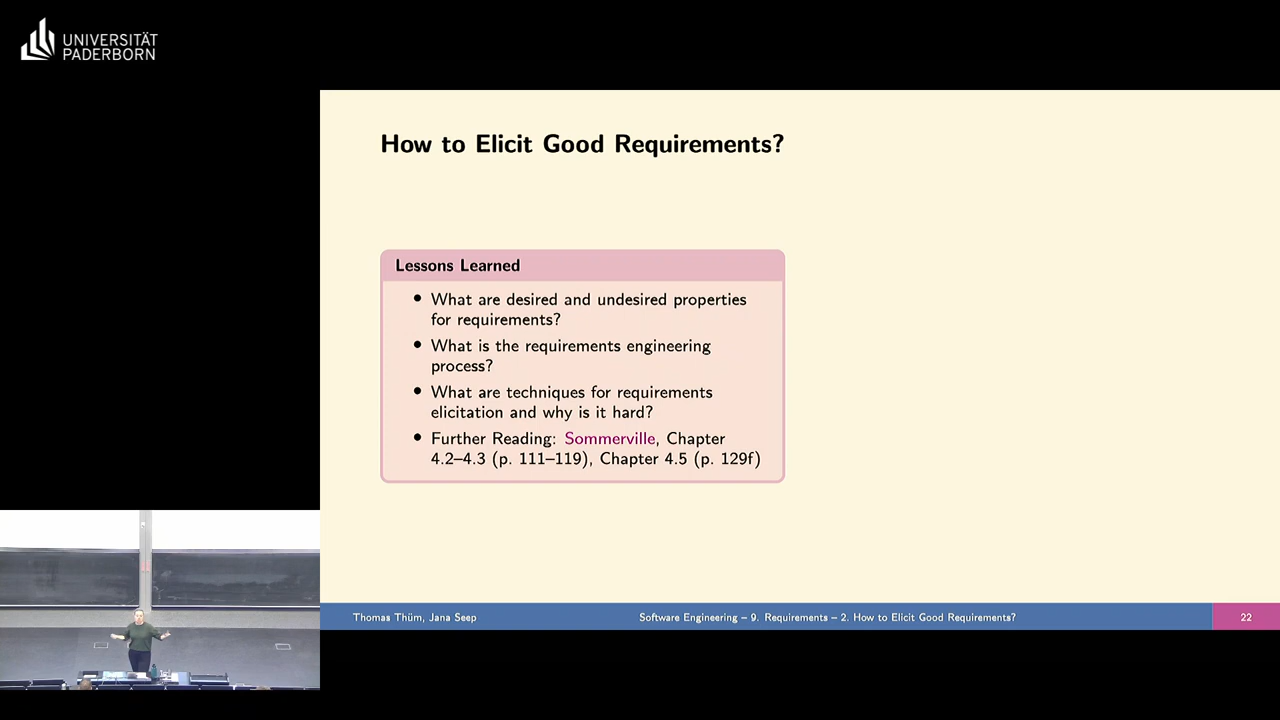 UNIVERSITÄT
PADERBORN
How to Elicit Good Requirements?
Lessons Learned
• What are desired and undesired properties
for requirements?
• What is the requirements engineering
process?
• What are techniques for requirements
elicitation and why is it hard?
• Further Reading: Sommerville, Chapter
4.2–4.3 (p. 111–119), Chapter 4.5 (p. 129f)
Thomas Thüm, Jana Seep
Software Engineering – 9. Requirements – 2. How to Elicit Good Requirements?
22